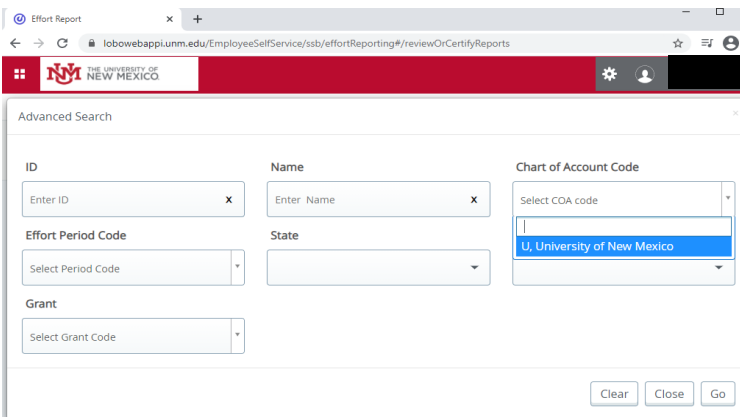 Effort Report
lobowebappi.unm.edu/EmployeeSelfService/ssb/effortReporting#/reviewOrCertifyReports
UNM THE UNIVERSITY OF
NEW MEXICO
Advanced Search
ID
Name
Chart of Account Code
Enter ID
x
Enter Name
x
Select COA code
Effort Period Code
State
U, University of New Mexico
Select Period Code
Grant
Select Grant Code
Clear
Close
Go